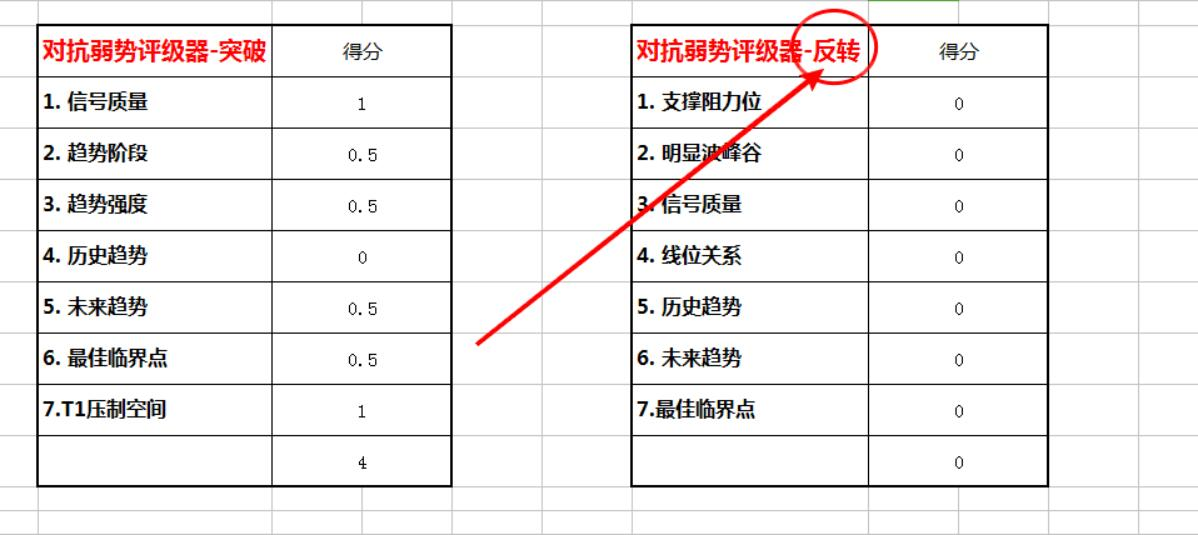 对抗弱势评级器-突破 得分
1. 信号质量 1
2. 趋势阶段 0.5
3. 趋势强度 0.5
4. 历史趋势 0
5. 未来趋势 0.5
6. 最佳临界点 0.5
7.T1压制空间 1
4
对抗弱势评级器-反转 得分
1. 支撑阻力位 0
2. 明显波峰谷 0
3. 信号质量 0
4. 线位关系 0
5. 历史趋势 0
6. 未来趋势 0
7.最佳临界点 0
0